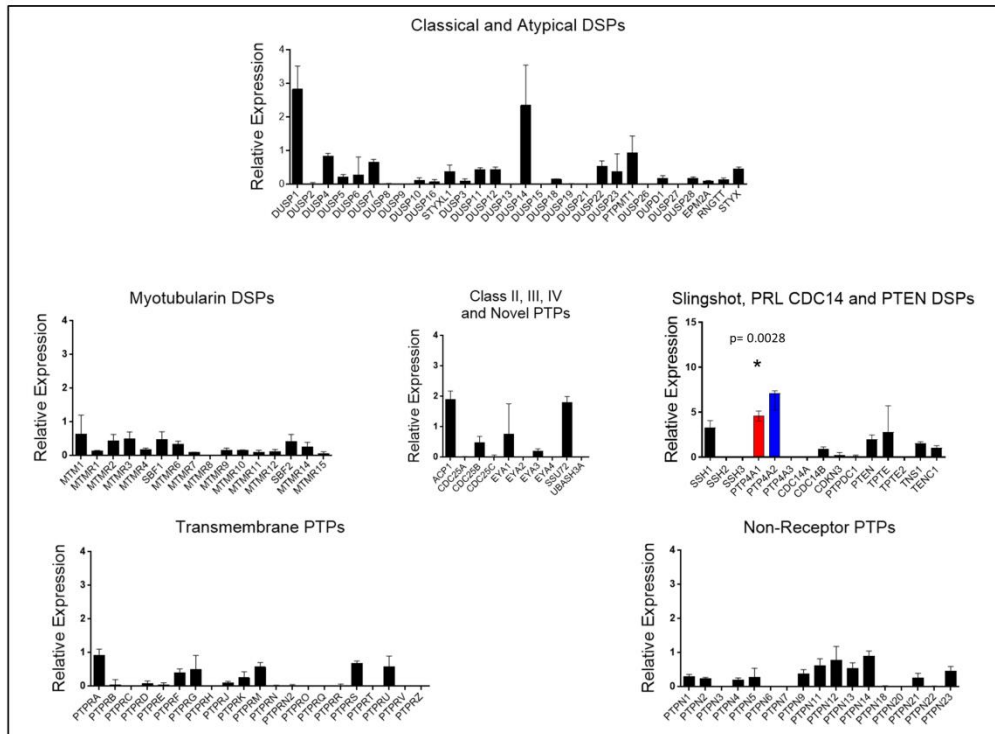 Classical and Atypical DSPs
Relative Expression
4
3
2
1
0
DUSP1
DUSP2
DUSP4
DUSP5
DUSP6
DUSP7
DUSP8
DUSP9
DUSP10
DUSP16
STYXL1
DUSP3
DUSP11
DUSP12
DUSP13
DUSP14
DUSP15
DUSP18
DUSP19
DUSP21
DUSP22
DUSP23
PTPMT1
DUSP26
DUPD1
DUSP27
DUSP28
EPM2A
RNGTT
STYX
Myotubularin DSPs
Relative Expression
4
3
2
1
0
MTM1
MTMR1
MTMR2
MTMR3
MTMR4
SBF1
MTMR6
MTMR7
MTMR8
MTMR9
MTMR10
MTMR11
MTMR12
SBF2
MTMR14
MTMR15
Class II, III, IV
and Novel PTPs
Relative Expression
4
3
2
1
0
ACP1
CDC25A
CDC25B
CDC25C
EYA1
EYA2
EYA3
EYA4
SSU72
UBASH3A
Slingshot, PRL CDC14 and PTEN DSPs
Relative Expression
15
10
5
0
p= 0.0028
*
SSH1
SSH2
SSH3
PTP4A1
PTP4A2
PTP4A3
CDC14A
CDC14B
CDKN3
PTPDC1
PTEN
TPTE
TPTE2
TNS1
TENC1
Transmembrane PTPs
Relative Expression
4
3
2
1
0
PTPRA
PTPRB
PTPRC
PTPRD
PTPRE
PTPRF
PTPRG
PTPRH
PTPRJ
PTPRK
PTPRM
PTPRN
PTPRN2
PTPRO
PTPRQ
PTPRR
PTPRS
PTPRT
PTPRU
PTPRV
PTPRZ
Non-Receptor PTPs
Relative Expression
4
3
2
1
0
PTPN1
PTPN2
PTPN3
PTPN4
PTPN5
PTPN6
PTPN7
PTPN9
PTPN11
PTPN12
PTPN13
PTPN14
PTPN18
PTPN20
PTPN21
PTPN22
PTPN23